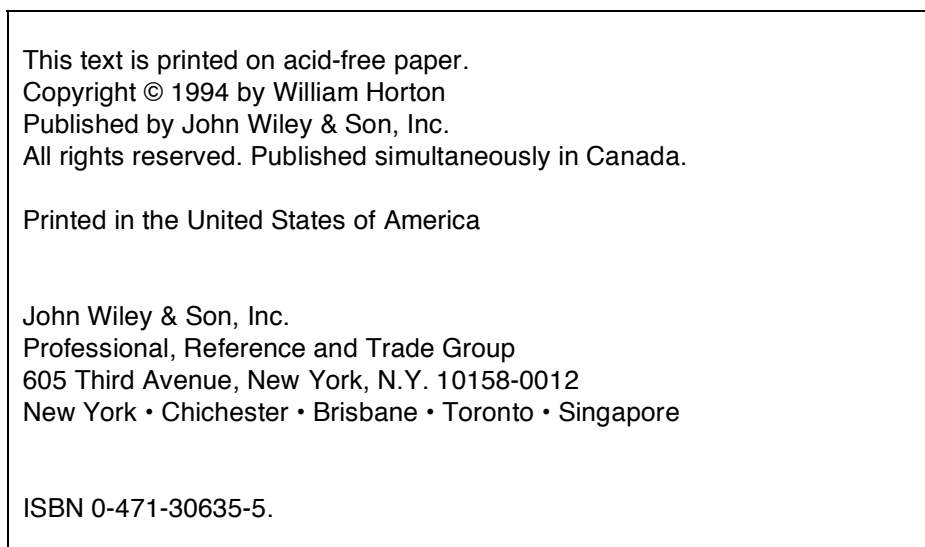 This text is printed on acid-free paper.
Copyright © 1994 by William Horton
Published by John Wiley & Son, Inc.
All rights reserved. Published simultaneously in Canada.
Printed in the United States of America
John Wiley & Son, Inc.
Professional, Reference and Trade Group
605 Third Avenue, New York, N.Y. 10158-0012
New York • Chichester • Brisbane • Toronto • Singapore
ISBN 0-471-30635-5.